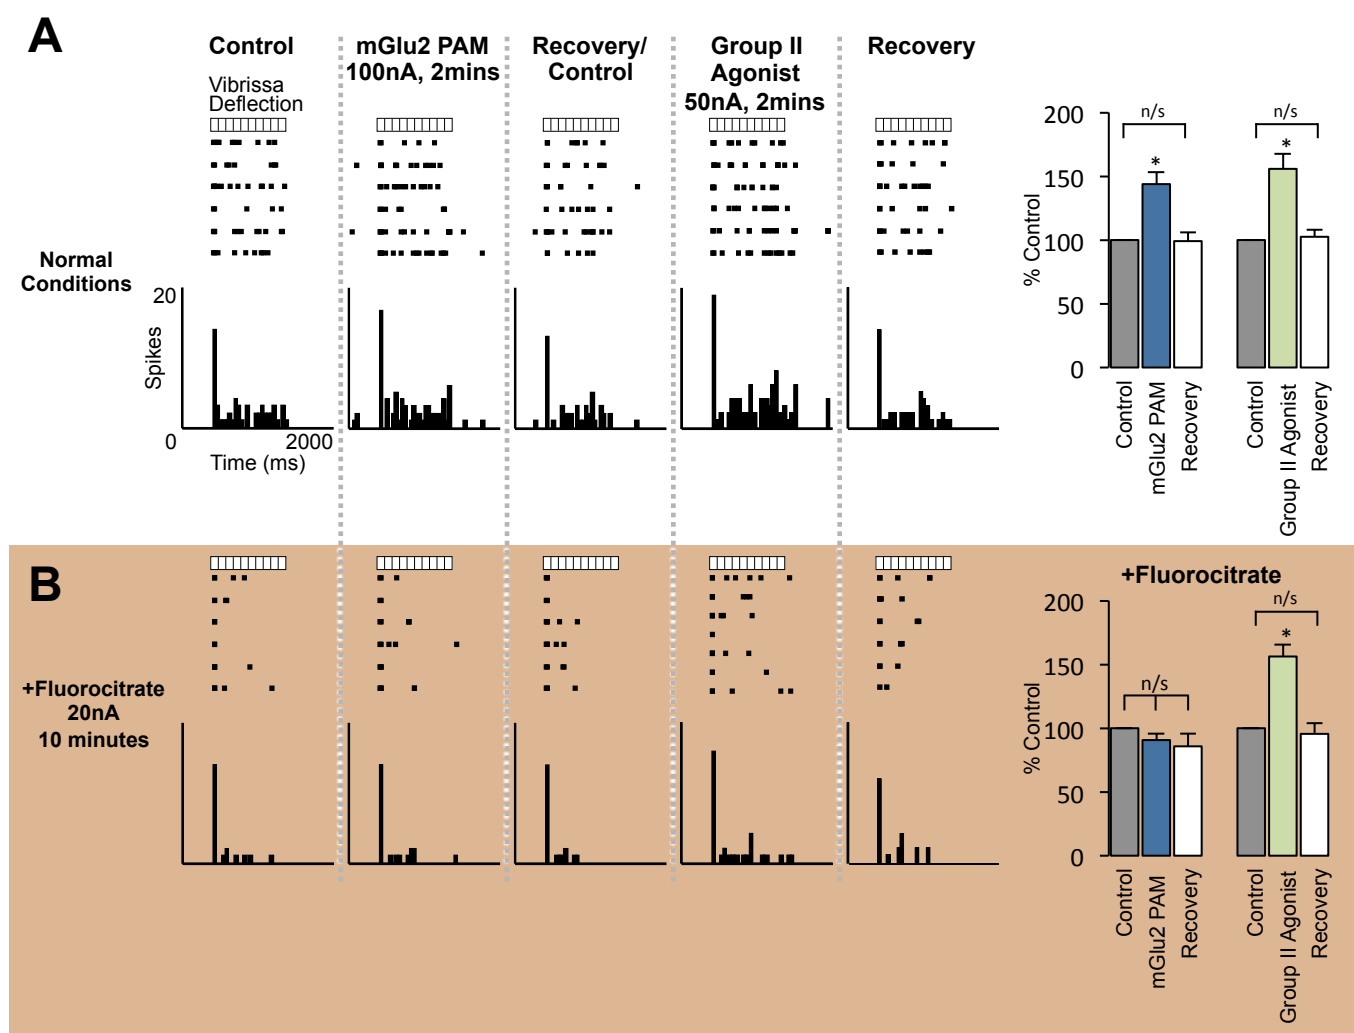 A
Control
mGlu2 PAM
100nA, 2mins
Recovery/
Control
Group II
Agonist
50nA, 2mins
Recovery
Vibrissa
Deflection
Normal
Conditions
20
Spikes
0
2000
Time (ms)
200
150
100
50
0
% Control
n/s
*
n/s
*
Control
mGlu2 PAM
Recovery
Control
Group II Agonist
Recovery
B
+Fluorocitrate
20nA
10 minutes
+Fluorocitrate
200
150
100
50
0
% Control
n/s
n/s
*
Control
mGlu2 PAM
Recovery
Control
Group II Agonist
Recovery